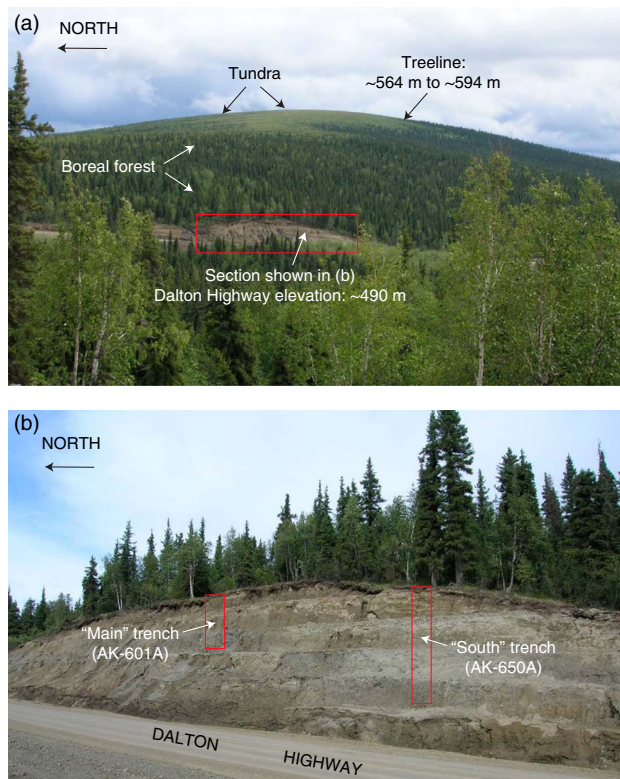 (a)
NORTH
Tundra
Treeline:
~564 m to ~594 m
Boreal forest
Section shown in (b)
Dalton Highway elevation: ~490 m
(b)
NORTH
“Main” trench
(AK-601A)
“South” trench
(AK-650A)
DALTON HIGHWAY